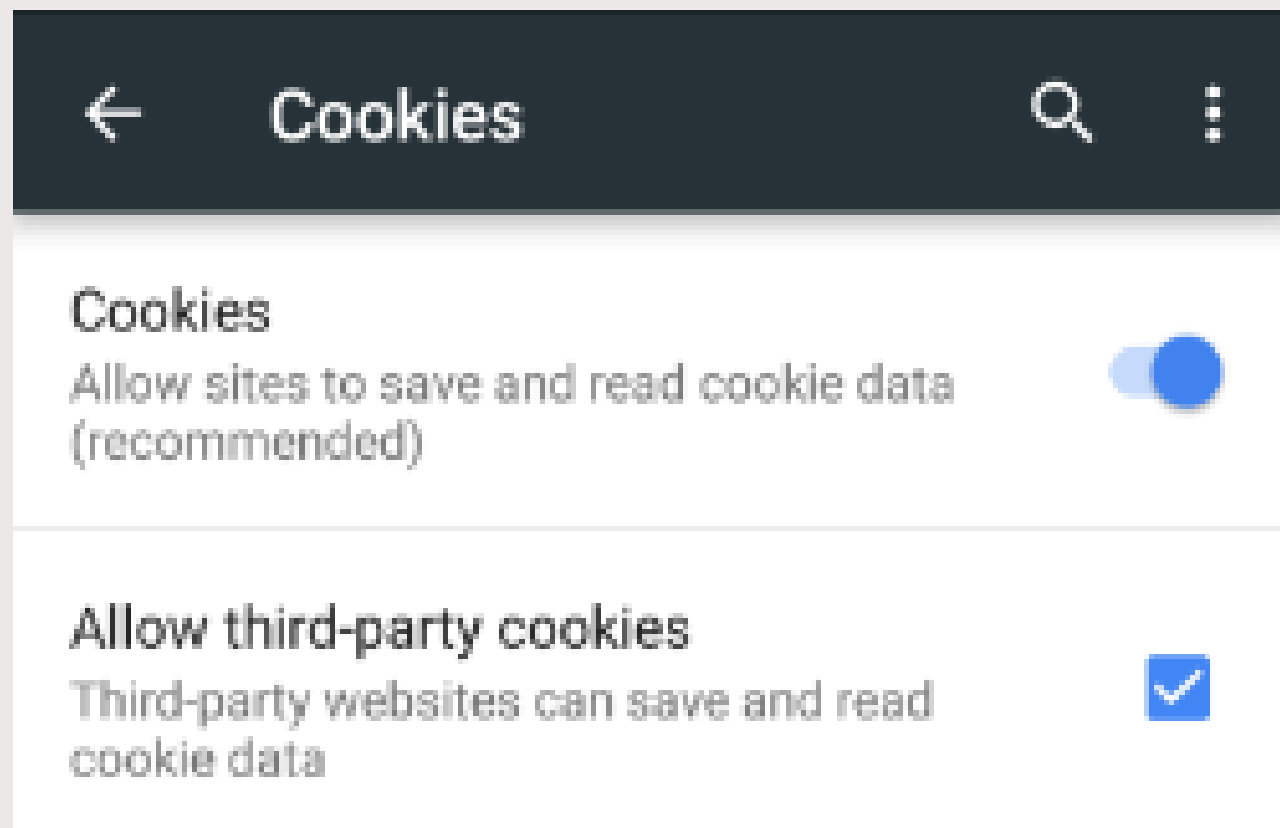 Cookies
Cookies
Allow sites to save and read cookie data
(recommended)
Allow third-party cookies
Third-party websites can save and read
cookie data